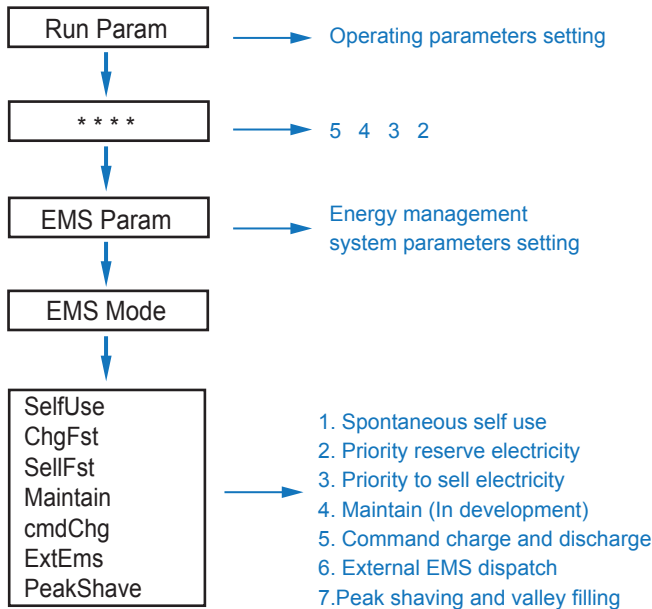 Run Param
Operating parameters setting
* * * *
5 4 3 2
EMS Param
Energy management
system parameters setting
EMS Mode
SelfUse
ChgFst
SellFst
Maintain
cmdChg
ExtEms
PeakShave
1. Spontaneous self use
2. Priority reserve electricity
3. Priority to sell electricity
4. Maintain (In development)
5. Command charge and discharge
6. External EMS dispatch
7.Peak shaving and valley filling